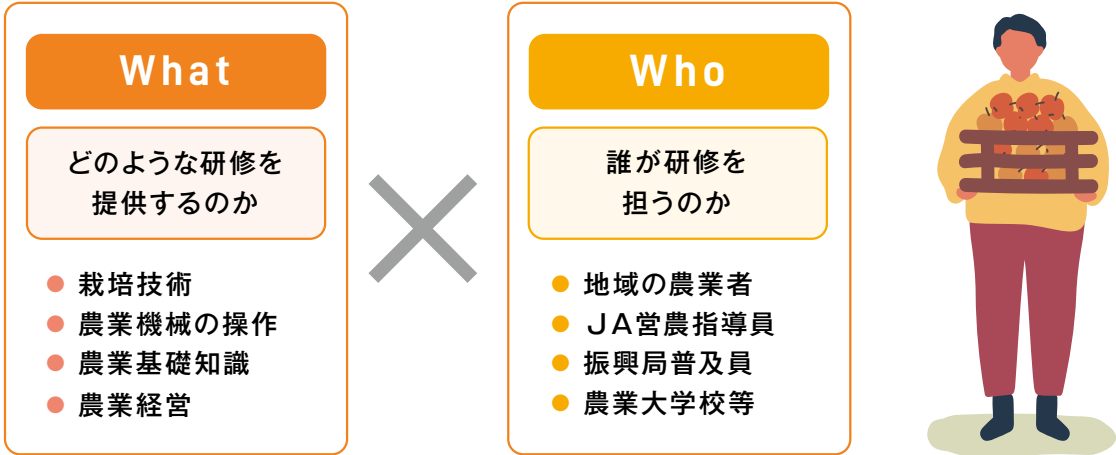 What
どのような研修を
提供するのか
● 栽培技術
● 農業機械の操作
● 農業基礎知識
● 農業経営
×
Who
誰が研修を
担うのか
● 地域の農業者
● JA営農指導員
● 振興局普及員
● 農業大学校等